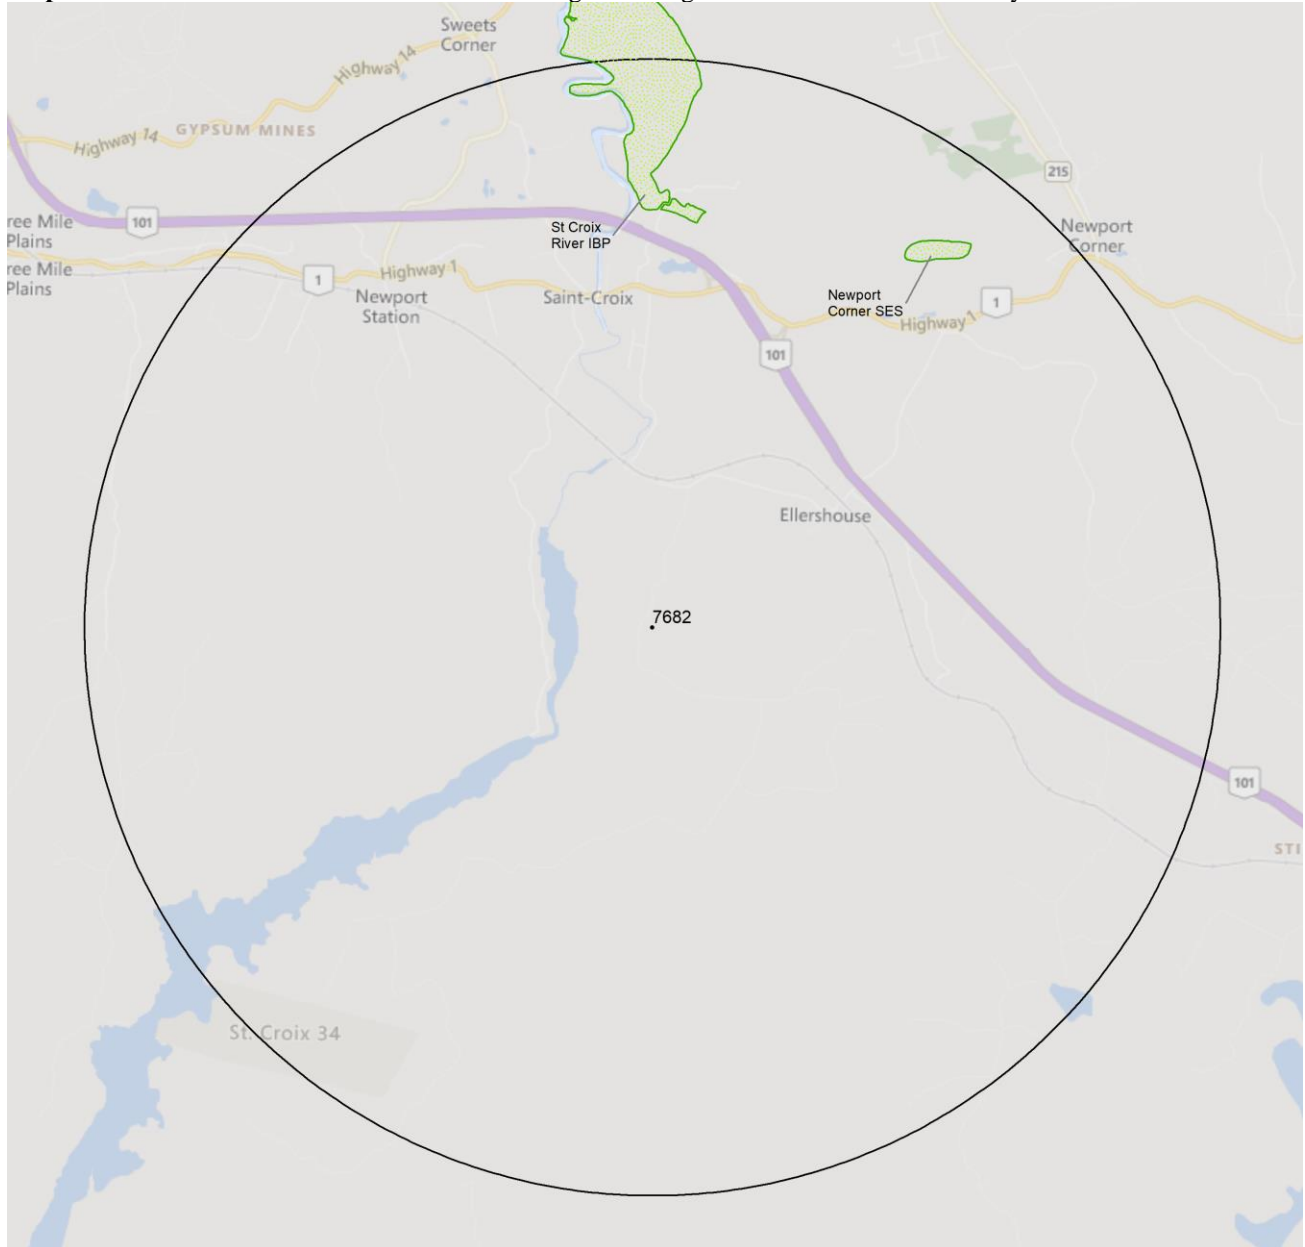 Sweets
Corner
Highway 14
GYPSUM MINES
Highway 14
215
ree Mile
Plains
101
St Croix
River IBP
Newport
Corner
ree Mile
Plains
1
Highway 1
Newport
Station
Saint-Croix
Newport
Corner SES
1
Highway 1
101
Ellershouse
7682
101
STI
St. Croix 34